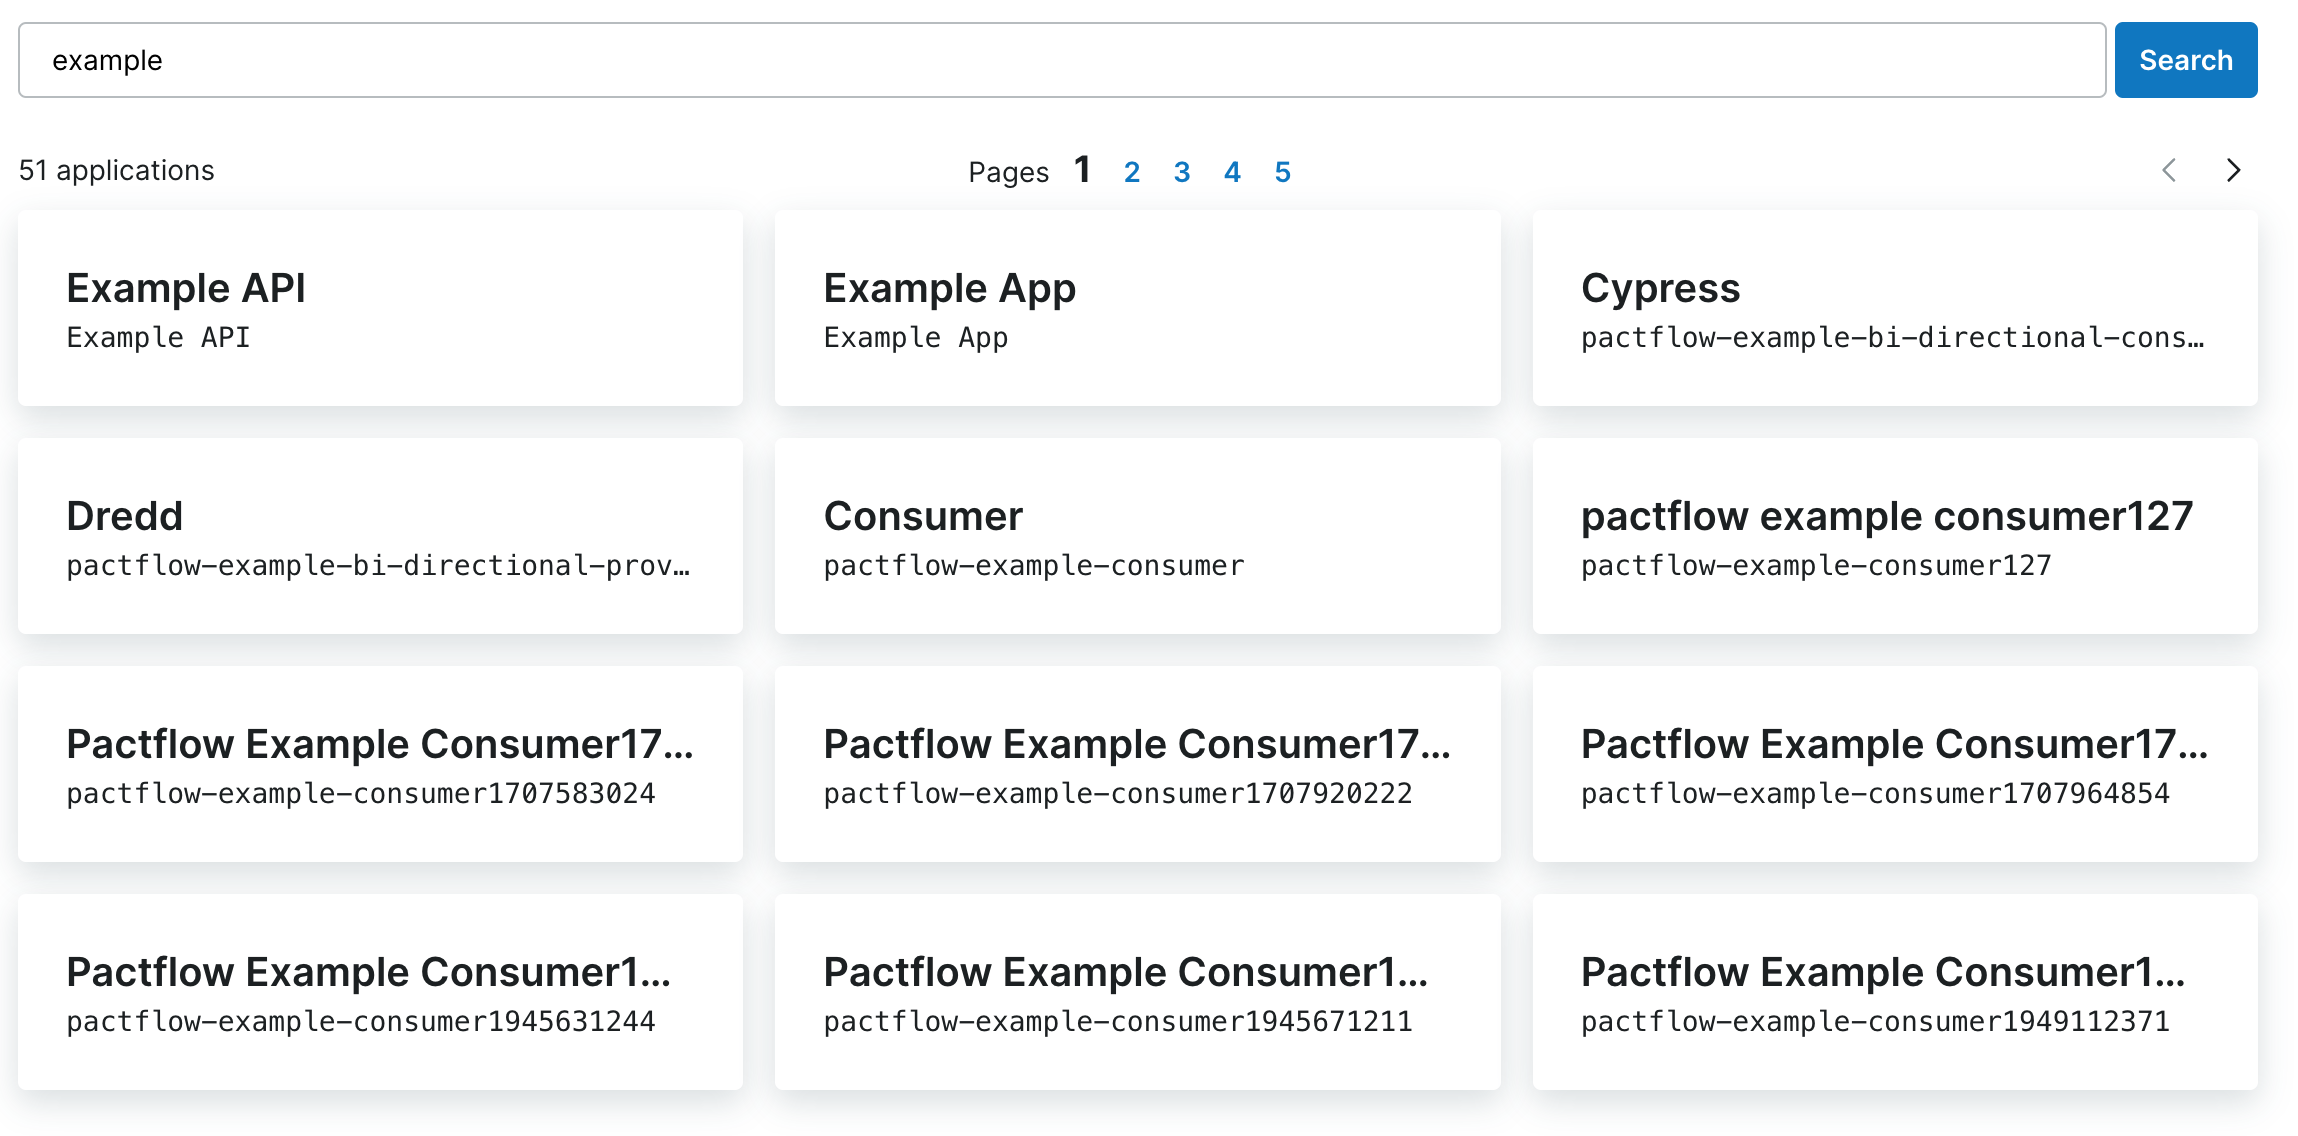 example
Search
51 applications
Pages 1 2 3 4 5
Example API
Example API
Example App
Example App
Cypress
pactflow-example-bi-directional-cons…
Dredd
pactflow-example-bi-directional-prov…
Consumer
pactflow-example-consumer
pactflow example consumer127
pactflow-example-consumer127
Pactflow Example Consumer17…
pactflow-example-consumer1707583024
Pactflow Example Consumer17…
pactflow-example-consumer1707920222
Pactflow Example Consumer17…
pactflow-example-consumer1707964854
Pactflow Example Consumer1…
pactflow-example-consumer1945631244
Pactflow Example Consumer1…
pactflow-example-consumer1945671211
Pactflow Example Consumer1…
pactflow-example-consumer1949112371